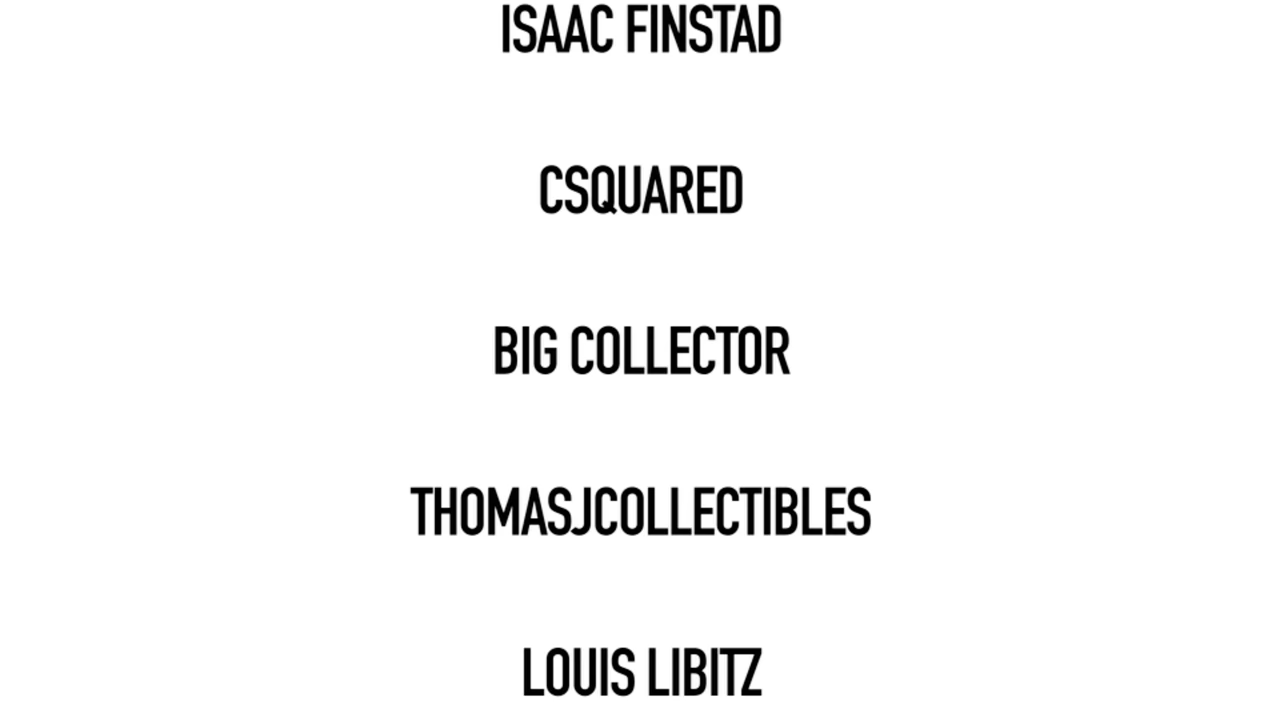 ISAAC FINSTAD
CSQUARED
BIG COLLECTOR
THOMASJCOLLECTIBLES
LOUIS LIBITZ